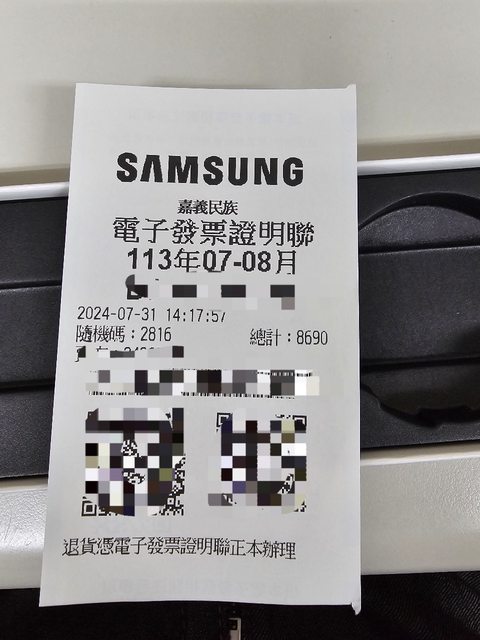 SAMSUNG
嘉義民族
電子發票證明聯
113年07-08月
2024-07-31 14:17:57
隨機碼：2816 總計：8690
退貨憑電子發票證明聯正本辦理